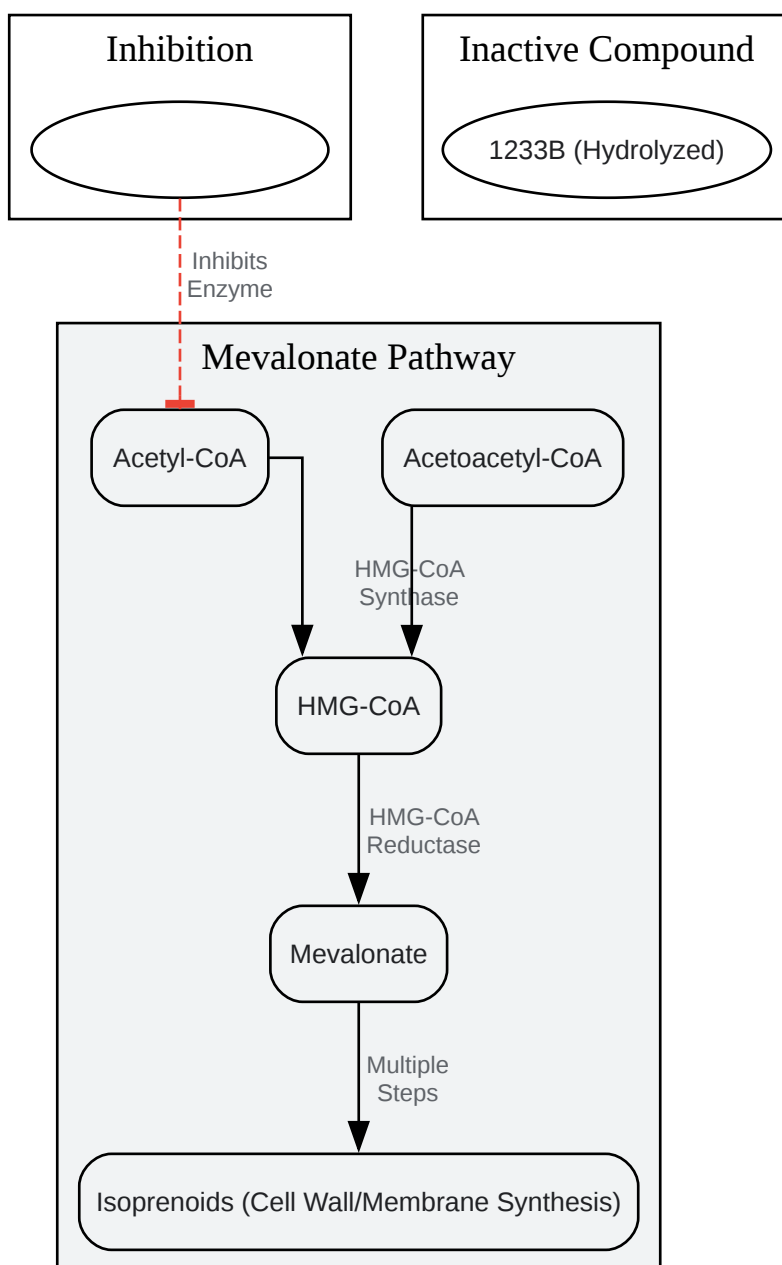 Inhibition
Inactive Compound
1233B (Hydrolyzed)
Inhibits
Enzyme
Mevalonate Pathway
Acetyl-CoA
Acetoacetyl-CoA
HMG-CoA
Synthase
HMG-CoA
HMG-CoA
Reductase
Mevalonate
Multiple
Steps
Isoprenoids (Cell Wall/Membrane Synthesis)